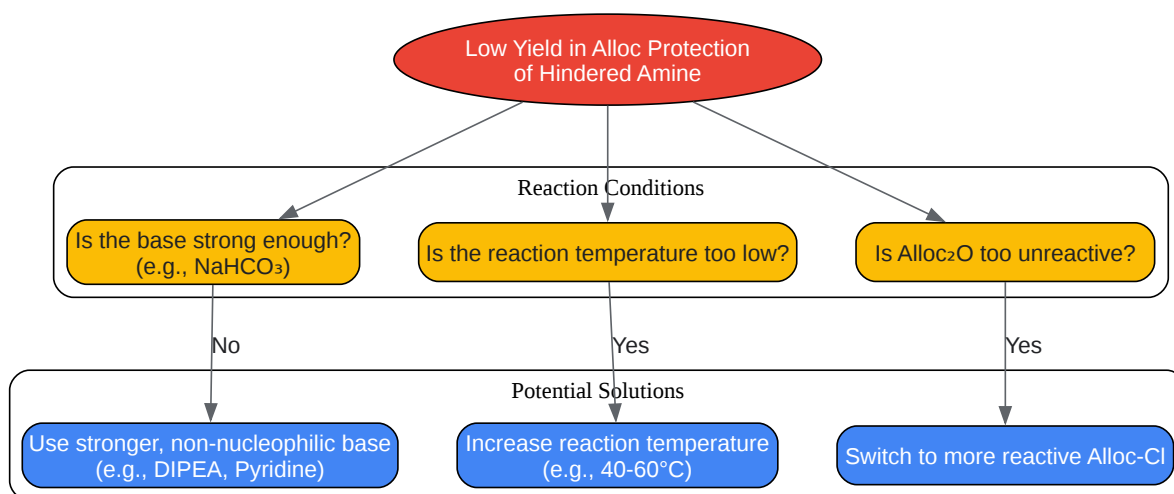 Low Yield in Alloc Protection
of Hindered Amine
Reaction Conditions
Is the base strong enough?
(e.g., NaHCO₃)
Is the reaction temperature too low?
Is Alloc₂O too unreactive?
No
Yes
Yes
Potential Solutions
Use stronger, non-nucleophilic base
(e.g., DIPEA, Pyridine)
Increase reaction temperature
(e.g., 40-60°C)
Switch to more reactive Alloc-Cl